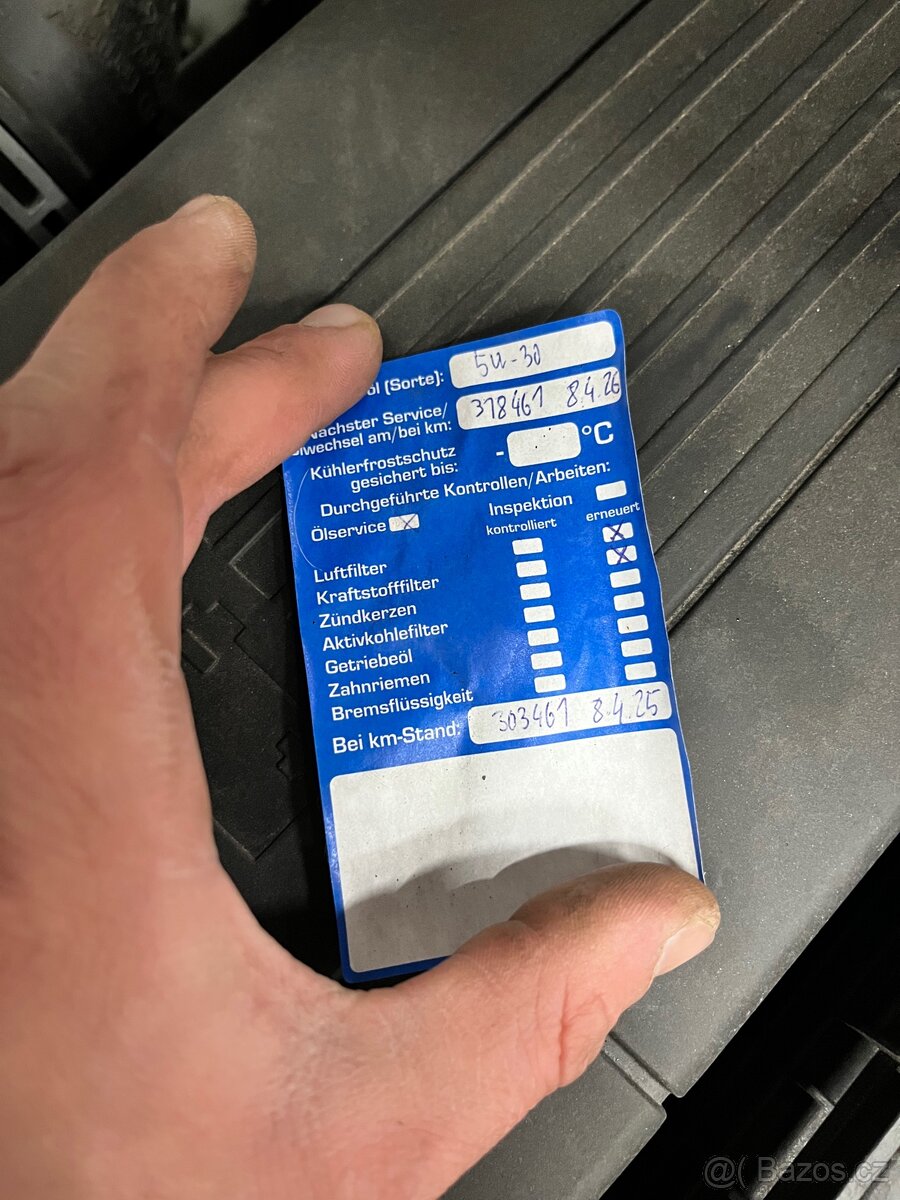 öl (Sorte): 5W-30
Nächster Service/
lwechsel am/bei km: 318461 8.4.26
Kühlerfrostschutz
gesichert bis: - °C
Durchgeführte Kontrollen/Arbeiten:
Ölservice X Inspektion
kontrolliert erneuert
Luftfilter X
Kraftstofffilter X
Zündkerzen
Aktivkohlefilter
Getriebeöl
Zahnriemen
Bremsflüssigkeit
Bei km-Stand: 303461 8.4.25
@( Bazos.cz